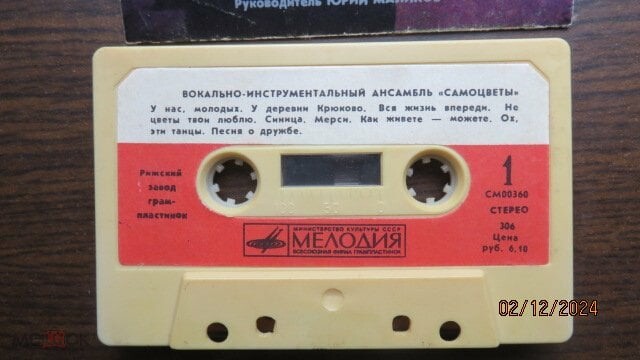 Руководитель ЮРИЙ МАЛИКОВ
ВОКАЛЬНО-ИНСТРУМЕНТАЛЬНЫЙ АНСАМБЛЬ «САМОЦВЕТЫ»
У нас, молодых. У деревни Крюково. Вся жизнь впереди. Не
цветы твои люблю. Синица. Мерси. Как живете — можете. Ох,
эти танцы. Песня о дружбе.
Рижский
завод
грам-
пластинок
1
СМ00360
СТЕРЕО
306
Цена
руб. 6.10
МИНИСТЕРСТВО КУЛЬТУРЫ СССР
МЕЛОДИЯ
ВСЕСОЮЗНАЯ ФИРМА ГРАМПЛАСТИНОК
02/12/2024